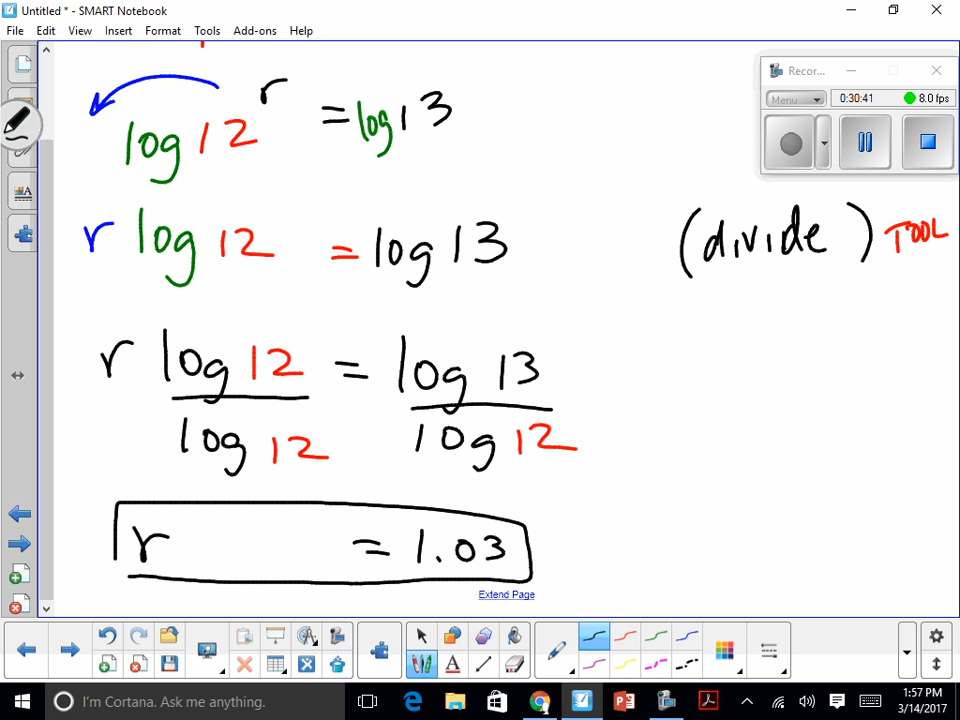 Untitled * - SMART Notebook
File Edit View Insert Format Tools Add-ons Help
Recor...
Menu
0:30:41
8.0 fps
log 12^r = log 13
r log 12 = log 13 (divide) TOOL
r log 12 = log 13
log 12 log 12
r = 1.03
Extend Page
I'm Cortana. Ask me anything.
1:57 PM
3/14/2017